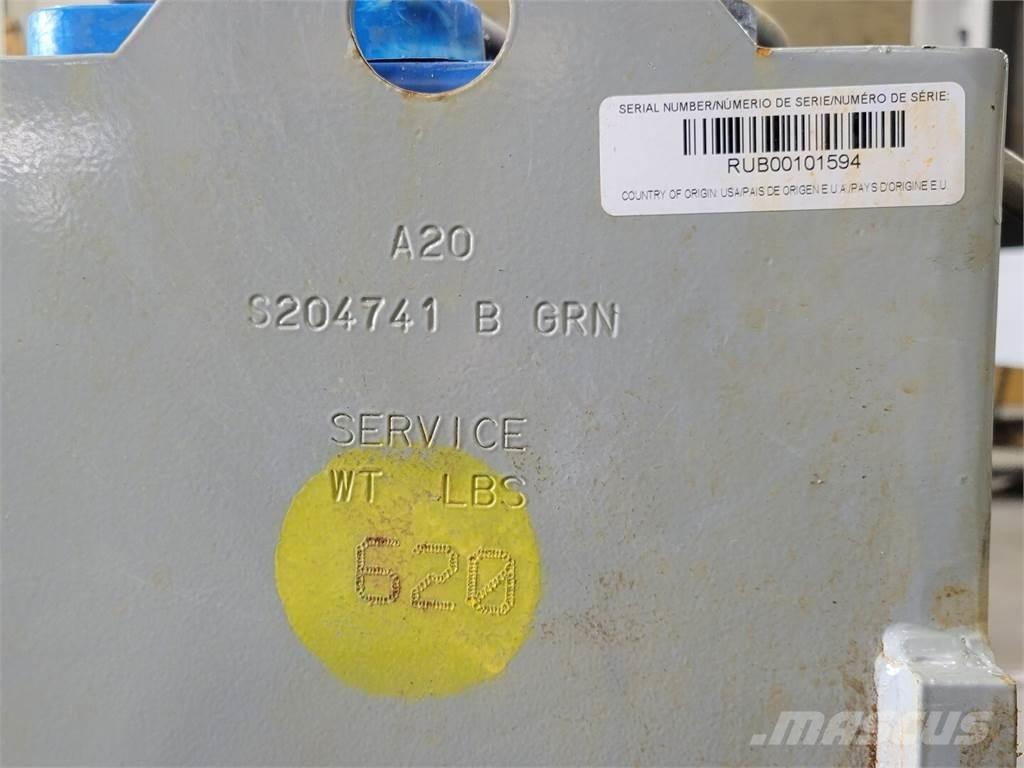 SERIAL NUMBER/NÚMERIO DE SERIE/NUMÉRO DE SÉRIE:
RUB00101594
COUNTRY OF ORIGIN: USA/PAIS DE ORIGEN E.U.A./PAYS D'ORIGINE E.U.
A20
S204741 B GRN
SERVICE
WT LBS
620
MASCUS